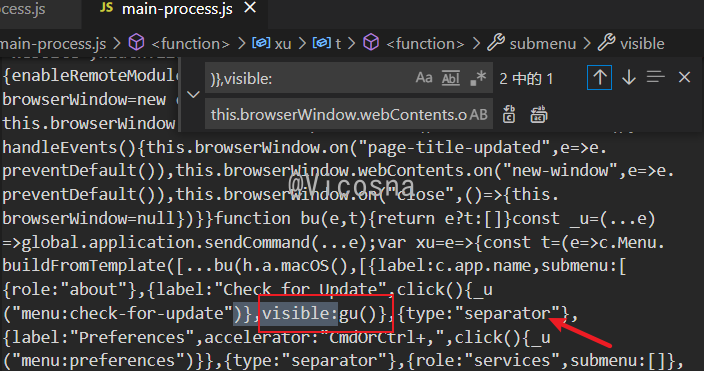 main-process.js ×
main-process.js > <function> > xu > t > <function> > submenu > visible
)},visible: Aa Abl .* 2 中的 1
this.browserWindow.webContents.o AB
{enableRemoteModule
browserWindow=new
this.browserWindow
handleEvents(){this.browserWindow.on("page-title-updated",e=>e.
preventDefault()),this.browserWindow.webContents.on("new-window",e=>e.
preventDefault()),this.browserWindow.on("close",()=>{this.
@Vicosna
browserWindow=null})}}function bu(e,t){return e?t:[]}const _u=(...e)
=>global.application.sendCommand(...e);var xu=e=>{const t=(e=>c.Menu.
buildFromTemplate([...bu(h.a.macOS(),[{label:c.app.name,submenu:[
{role:"about"},{label:"Check for Update",click(){_u
("menu:check-for-update")},visible:gu()},{type:"separator"},
{label:"Preferences",accelerator:"CmdOrCtrl+,",click(){_u
("menu:preferences")}},{type:"separator"},{role:"services",submenu:[]},